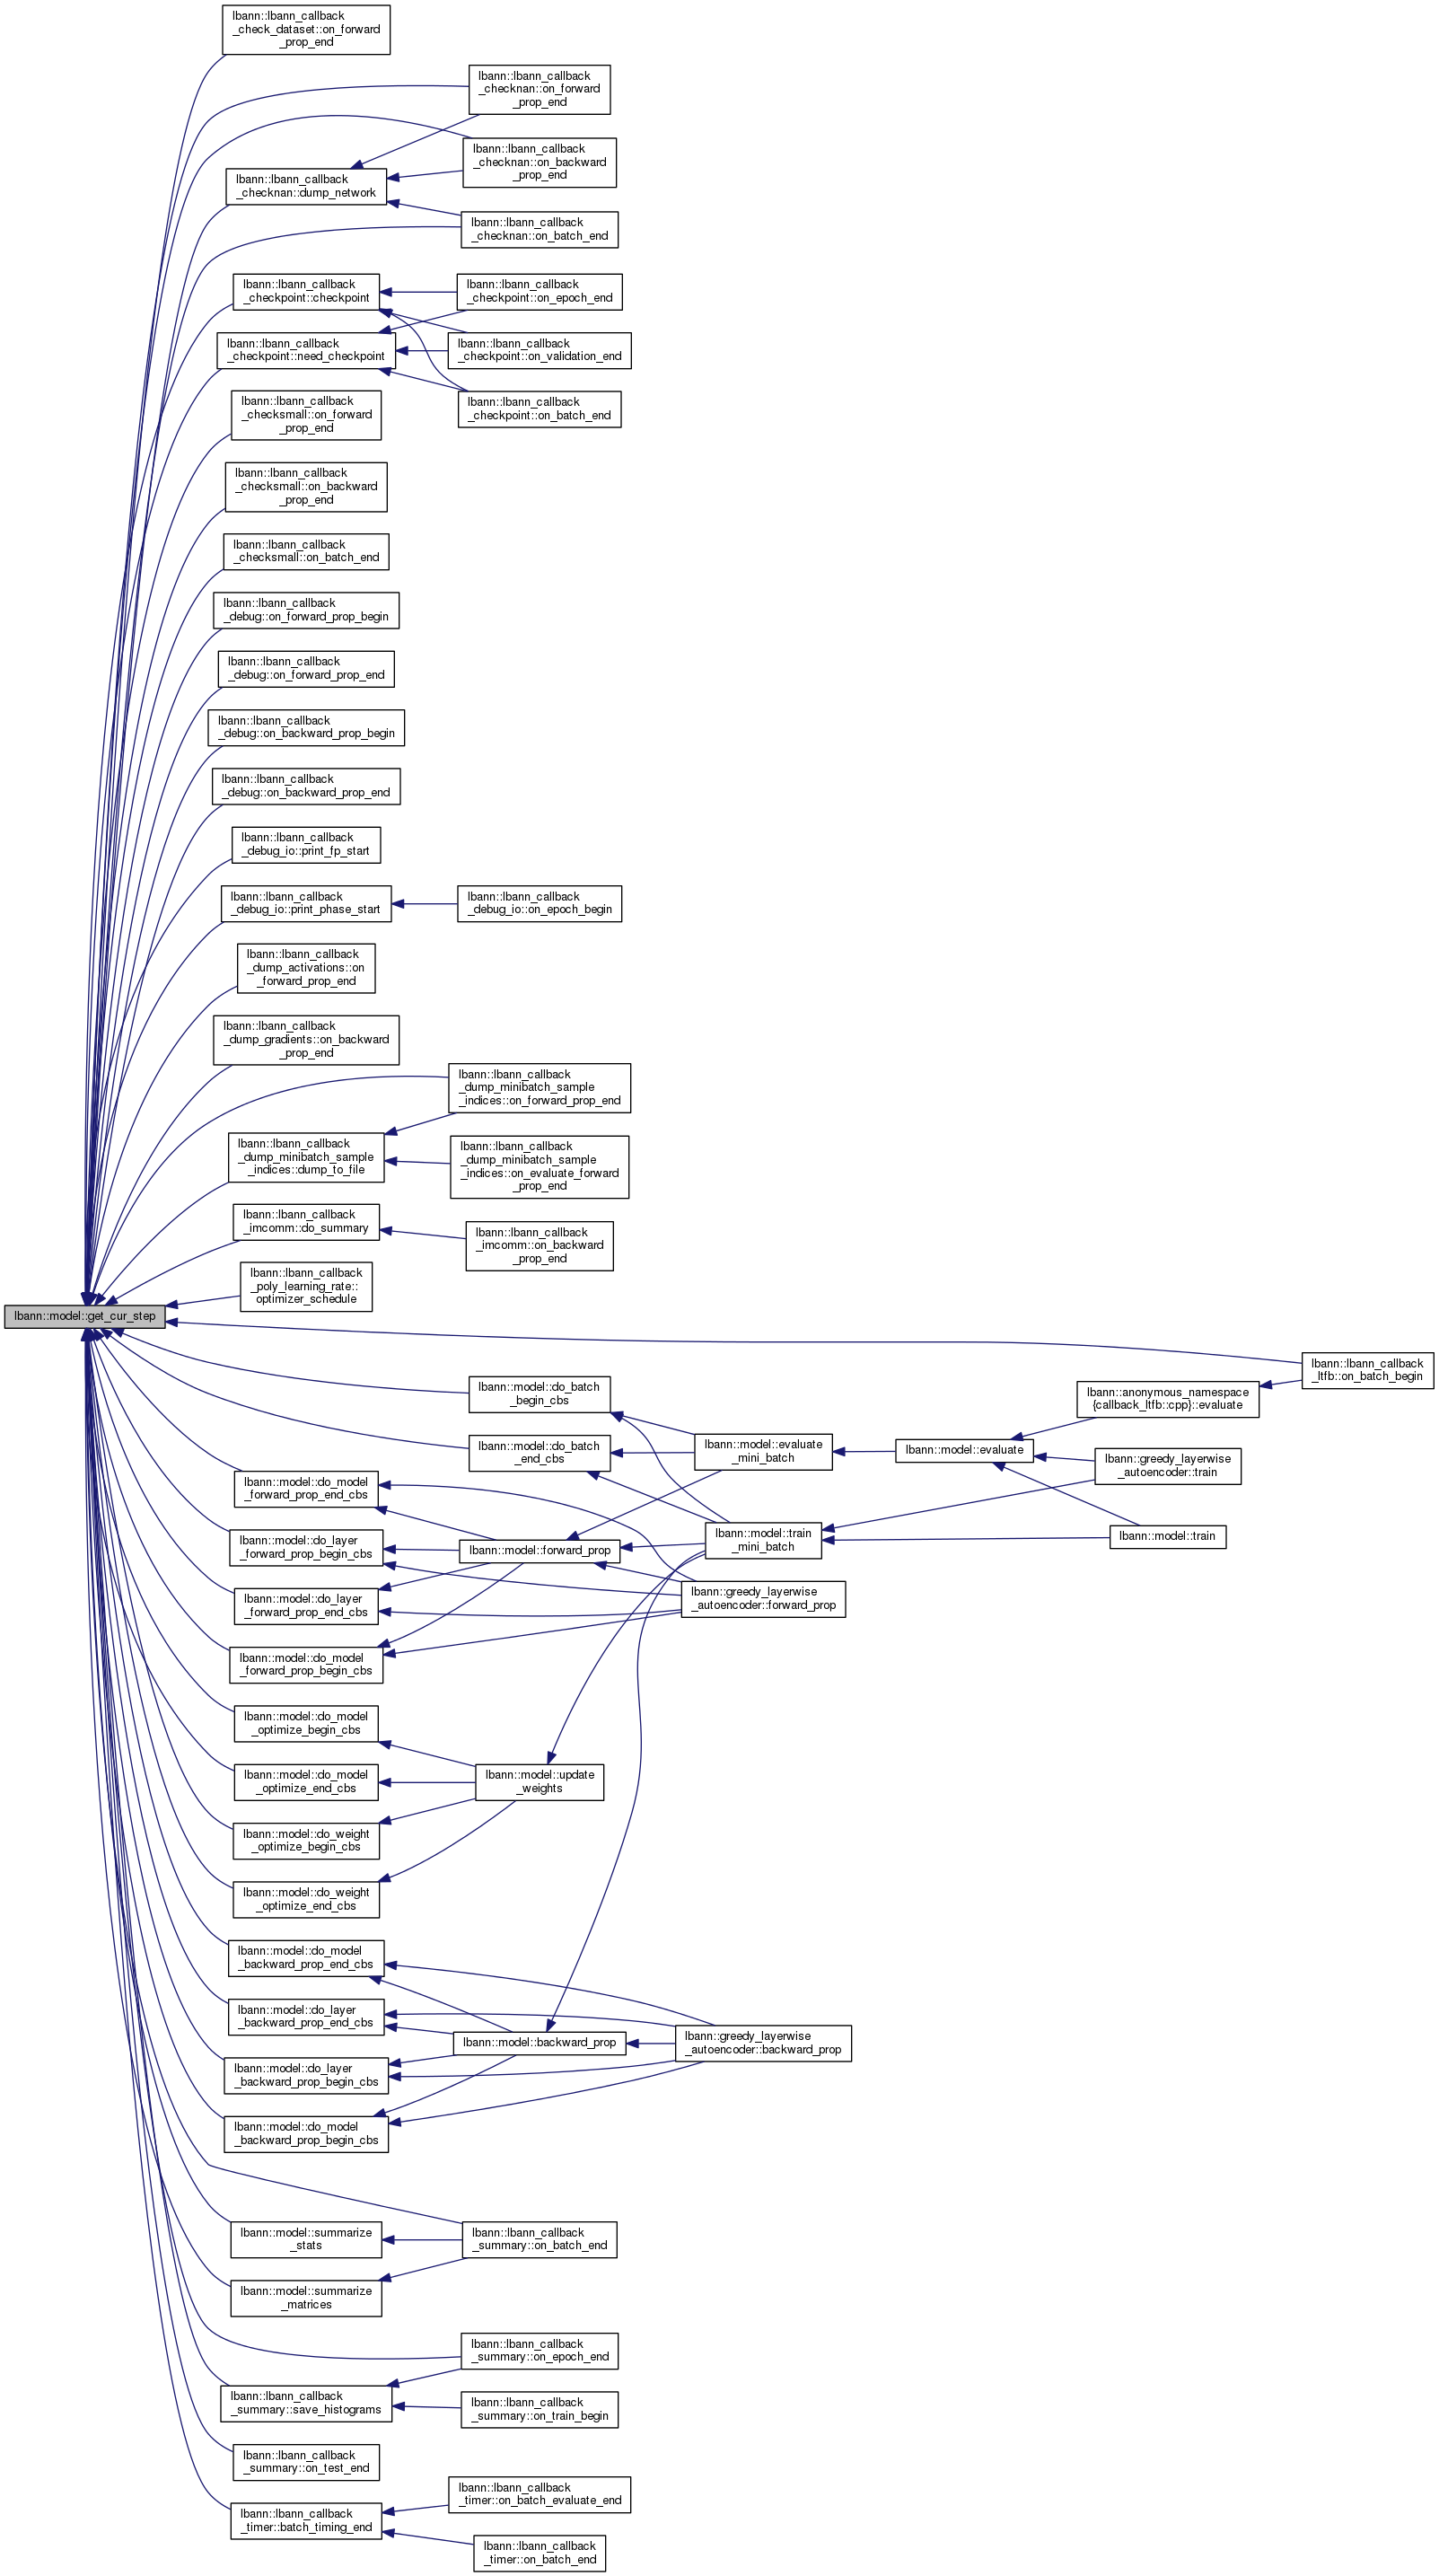 lbann::lbann_callback
_check_dataset::on_forward
_prop_end
lbann::lbann_callback
_checknan::on_forward
_prop_end
lbann::lbann_callback
_checknan::on_backward
_prop_end
lbann::lbann_callback
_checknan::dump_network
lbann::lbann_callback
_checknan::on_batch_end
lbann::lbann_callback
_checkpoint::checkpoint
lbann::lbann_callback
_checkpoint::on_epoch_end
lbann::lbann_callback
_checkpoint::need_checkpoint
lbann::lbann_callback
_checkpoint::on_validation_end
lbann::lbann_callback
_checkpoint::on_batch_end
lbann::lbann_callback
_checksmall::on_forward
_prop_end
lbann::lbann_callback
_checksmall::on_backward
_prop_end
lbann::lbann_callback
_checksmall::on_batch_end
lbann::lbann_callback
_debug::on_forward_prop_begin
lbann::lbann_callback
_debug::on_forward_prop_end
lbann::lbann_callback
_debug::on_backward_prop_begin
lbann::lbann_callback
_debug::on_backward_prop_end
lbann::lbann_callback
_debug_io::print_fp_start
lbann::lbann_callback
_debug_io::print_phase_start
lbann::lbann_callback
_debug_io::on_epoch_begin
lbann::lbann_callback
_dump_activations::on
_forward_prop_end
lbann::lbann_callback
_dump_gradients::on_backward
_prop_end
lbann::lbann_callback
_dump_minibatch_sample
_indices::on_forward_prop_end
lbann::lbann_callback
_dump_minibatch_sample
_indices::dump_to_file
lbann::lbann_callback
_dump_minibatch_sample
_indices::on_evaluate_forward
_prop_end
lbann::lbann_callback
_imcomm::do_summary
lbann::lbann_callback
_imcomm::on_backward
_prop_end
lbann::lbann_callback
_poly_learning_rate::
optimizer_schedule
lbann::model::get_cur_step
lbann::lbann_callback
_ltfb::on_batch_begin
lbann::model::do_batch
_begin_cbs
lbann::anonymous_namespace
{callback_ltfb::cpp}::evaluate
lbann::model::do_batch
_end_cbs
lbann::model::evaluate
_mini_batch
lbann::model::evaluate
lbann::greedy_layerwise
_autoencoder::train
lbann::model::do_model
_forward_prop_end_cbs
lbann::model::train
_mini_batch
lbann::model::train
lbann::model::do_layer
_forward_prop_begin_cbs
lbann::model::forward_prop
lbann::model::do_layer
_forward_prop_end_cbs
lbann::greedy_layerwise
_autoencoder::forward_prop
lbann::model::do_model
_forward_prop_begin_cbs
lbann::model::do_model
_optimize_begin_cbs
lbann::model::do_model
_optimize_end_cbs
lbann::model::update
_weights
lbann::model::do_weight
_optimize_begin_cbs
lbann::model::do_weight
_optimize_end_cbs
lbann::model::do_model
_backward_prop_end_cbs
lbann::model::do_layer
_backward_prop_end_cbs
lbann::model::backward_prop
lbann::greedy_layerwise
_autoencoder::backward_prop
lbann::model::do_layer
_backward_prop_begin_cbs
lbann::model::do_model
_backward_prop_begin_cbs
lbann::model::summarize
_stats
lbann::lbann_callback
_summary::on_batch_end
lbann::model::summarize
_matrices
lbann::lbann_callback
_summary::on_epoch_end
lbann::lbann_callback
_summary::save_histograms
lbann::lbann_callback
_summary::on_train_begin
lbann::lbann_callback
_summary::on_test_end
lbann::lbann_callback
_timer::on_batch_evaluate_end
lbann::lbann_callback
_timer::batch_timing_end
lbann::lbann_callback
_timer::on_batch_end